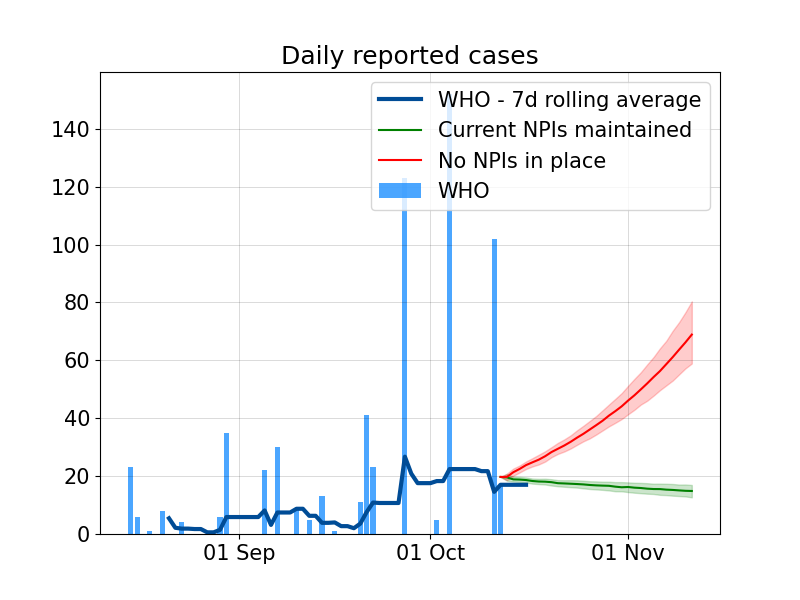 Daily reported cases
WHO - 7d rolling average
Current NPIs maintained
No NPIs in place
WHO
140
120
100
80
60
40
20
0
01 Sep
01 Oct
01 Nov